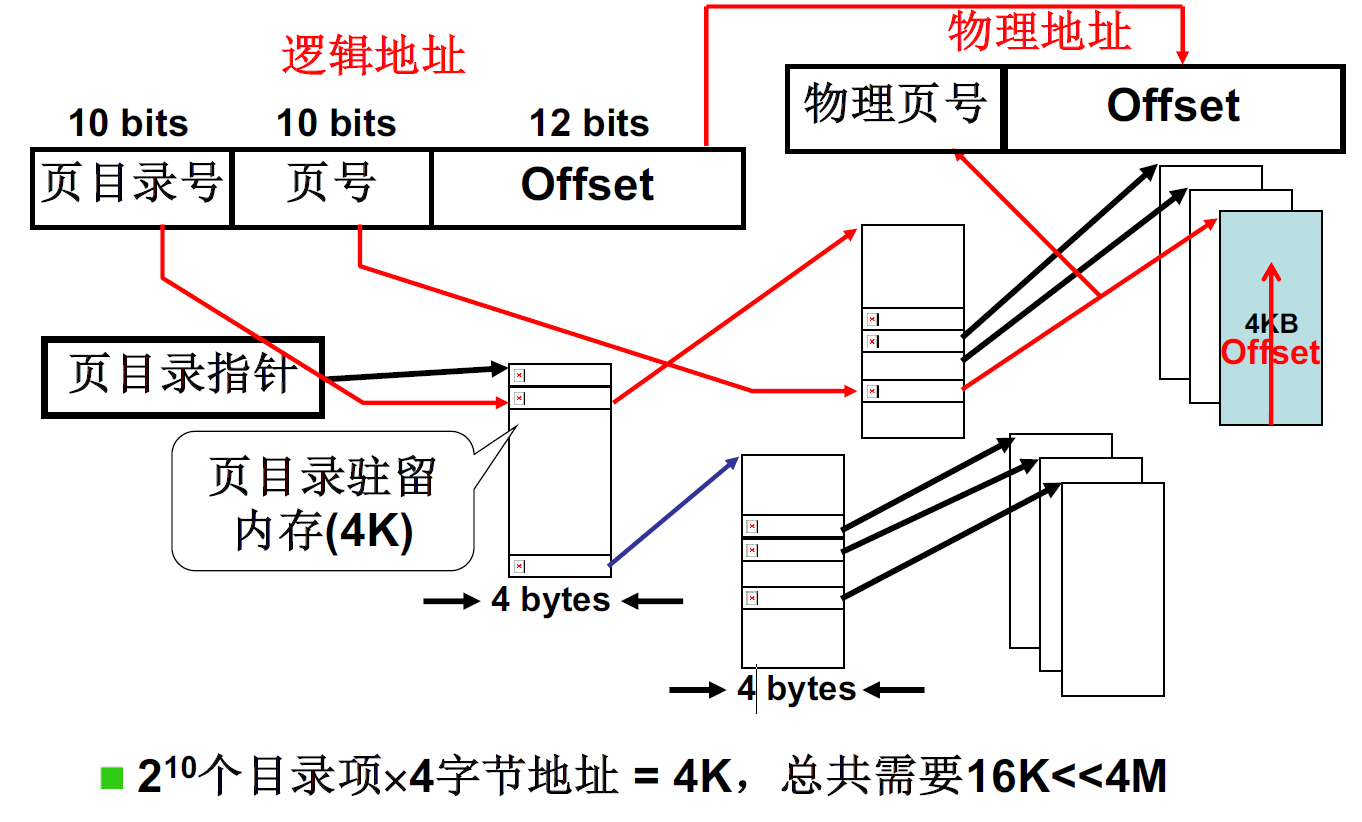 逻辑地址
物理地址
10 bits 10 bits 12 bits
页目录号 页号 Offset
物理页号 Offset
页目录指针
4KB
Offset
页目录驻留
内存(4K)
4 bytes
4 bytes
2¹⁰个目录项×4字节地址 = 4K，总共需要16K<<4M